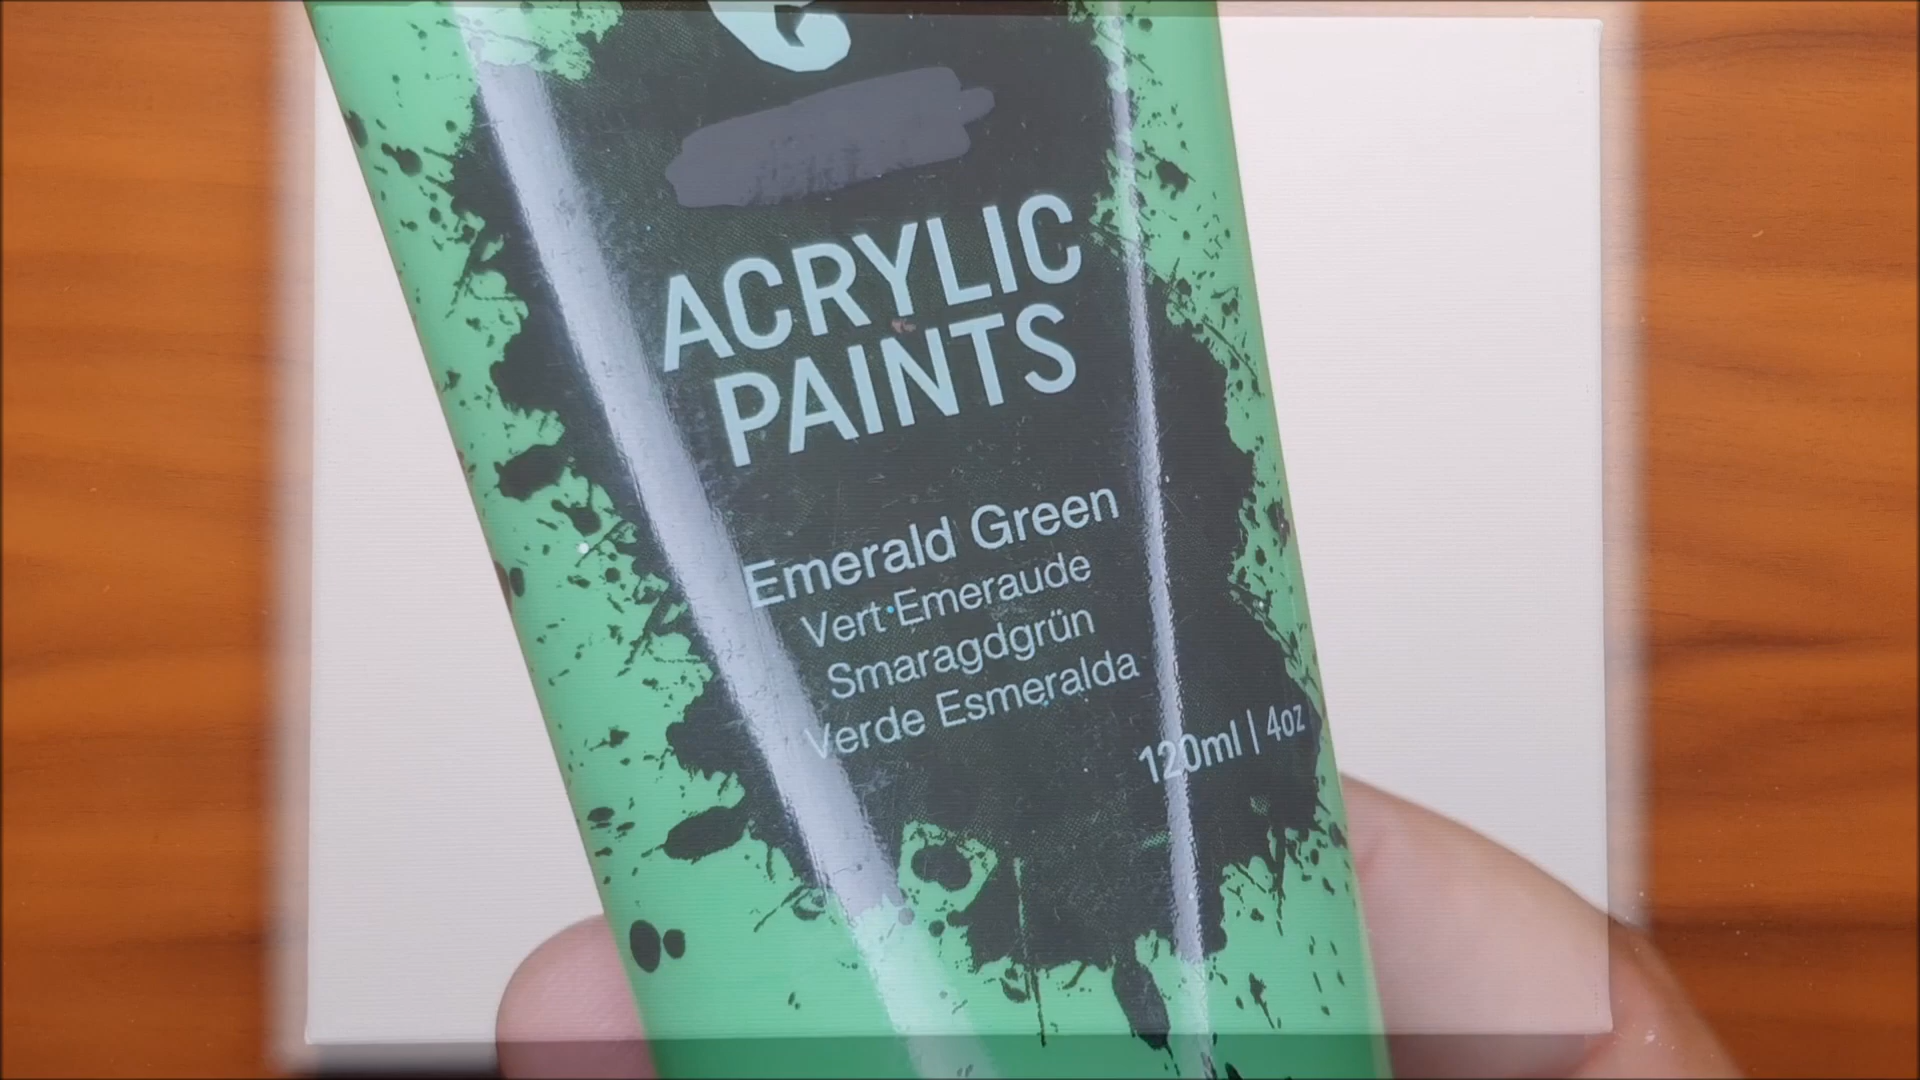 ACRYLIC
PAINTS
Emerald Green
Vert Emeraude
Smaragdgrün
Verde Esmeralda
120ml | 4oz